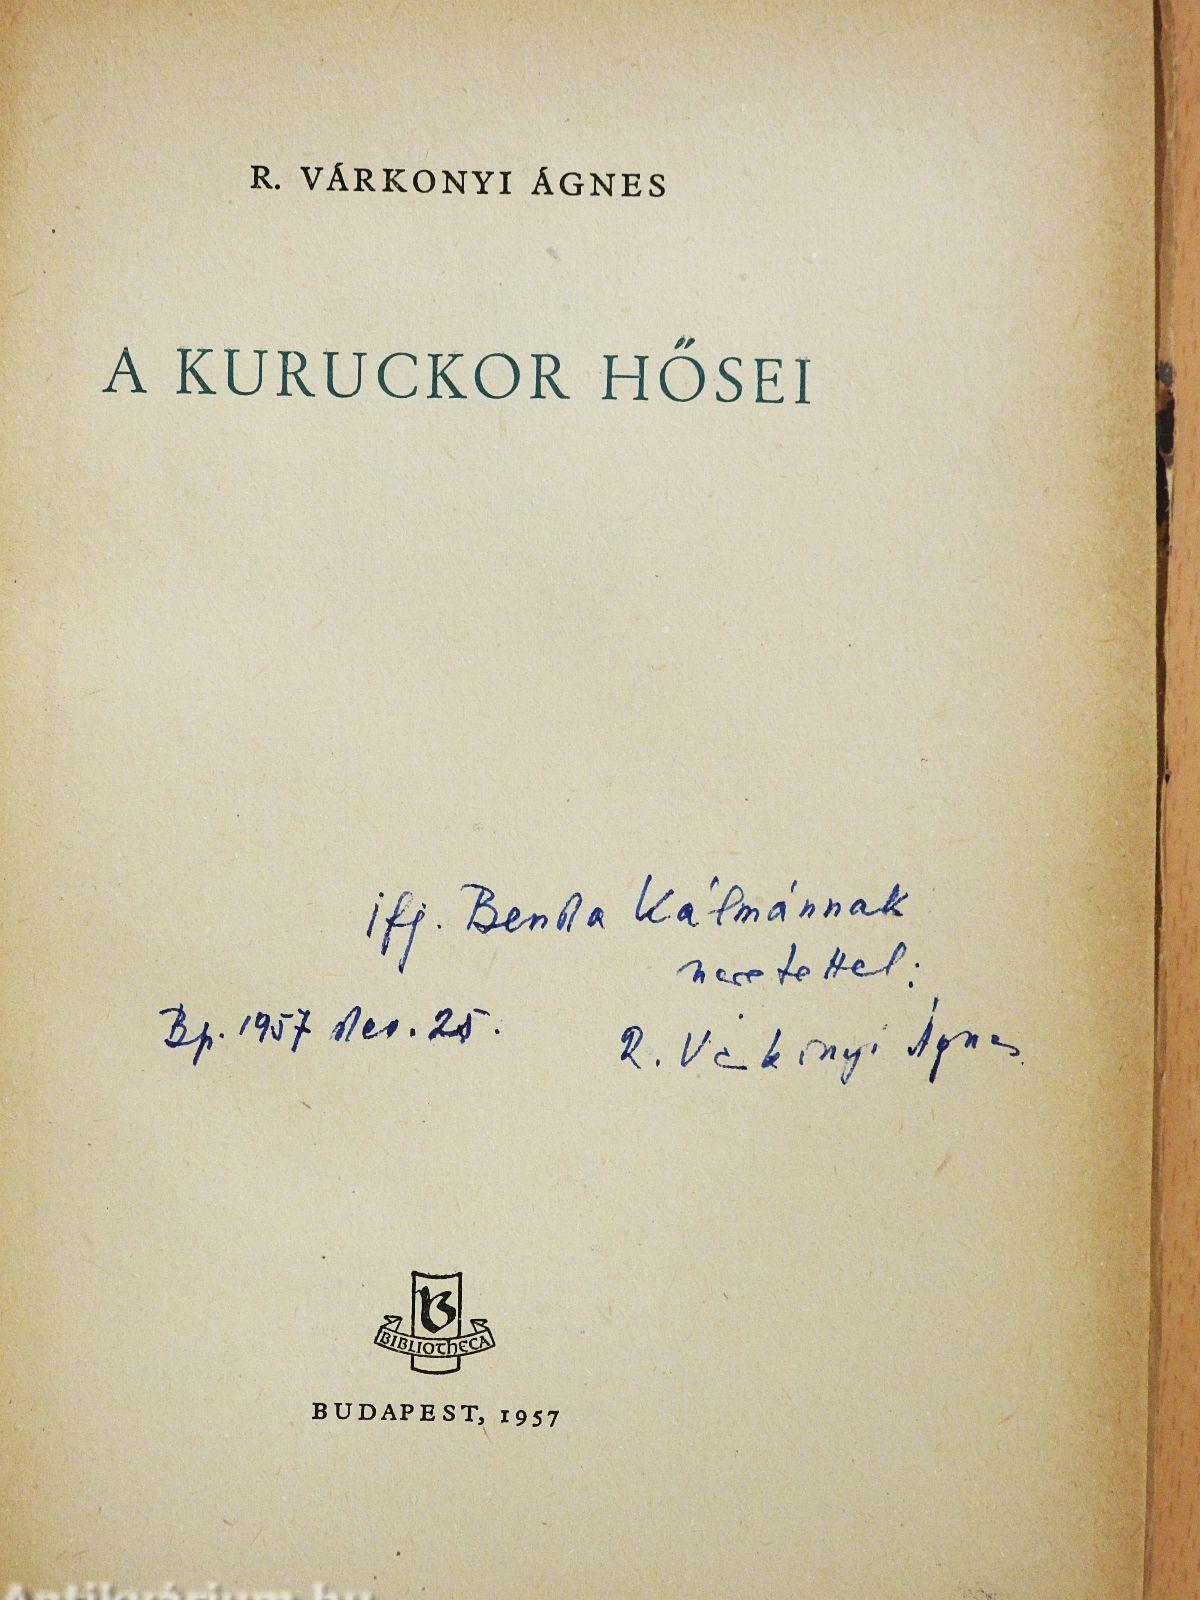 R. VÁRKONYI ÁGNES
A KURUCKOR HŐSEI
ifj. Benda Kálmánnak
szeretettel:
Bp. 1957 dec. 25.
R. Várkonyi Ágnes
B
BIBLIOTHECA
BUDAPEST, 1957
Antikvárium.hu